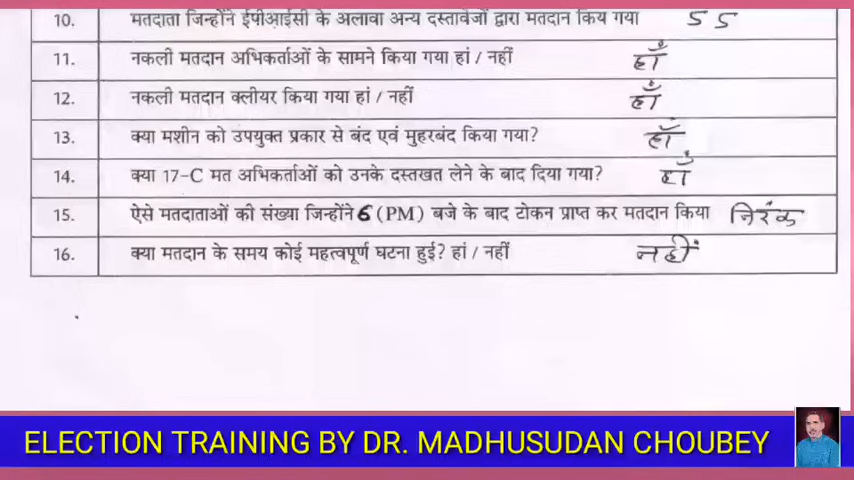 10. मतदाता जिन्होंने ईपीआईसी के अलावा अन्य दस्तावेजों द्वारा मतदान किय गया 55
11. नकली मतदान अभिकर्ताओं के सामने किया गया हां / नहीं हाँ
12. नकली मतदान क्लीयर किया गया हां / नहीं हाँ
13. क्या मशीन को उपयुक्त प्रकार से बंद एवं मुहरबंद किया गया? हाँ
14. क्या 17-C मत अभिकर्ताओं को उनके दस्तखत लेने के बाद दिया गया? हाँ
15. ऐसे मतदाताओं की संख्या जिन्होंने 6 (PM) बजे के बाद टोकन प्राप्त कर मतदान किया निरंक
16. क्या मतदान के समय कोई महत्वपूर्ण घटना हुई? हां / नहीं नहीं
ELECTION TRAINING BY DR. MADHUSUDAN CHOUBEY